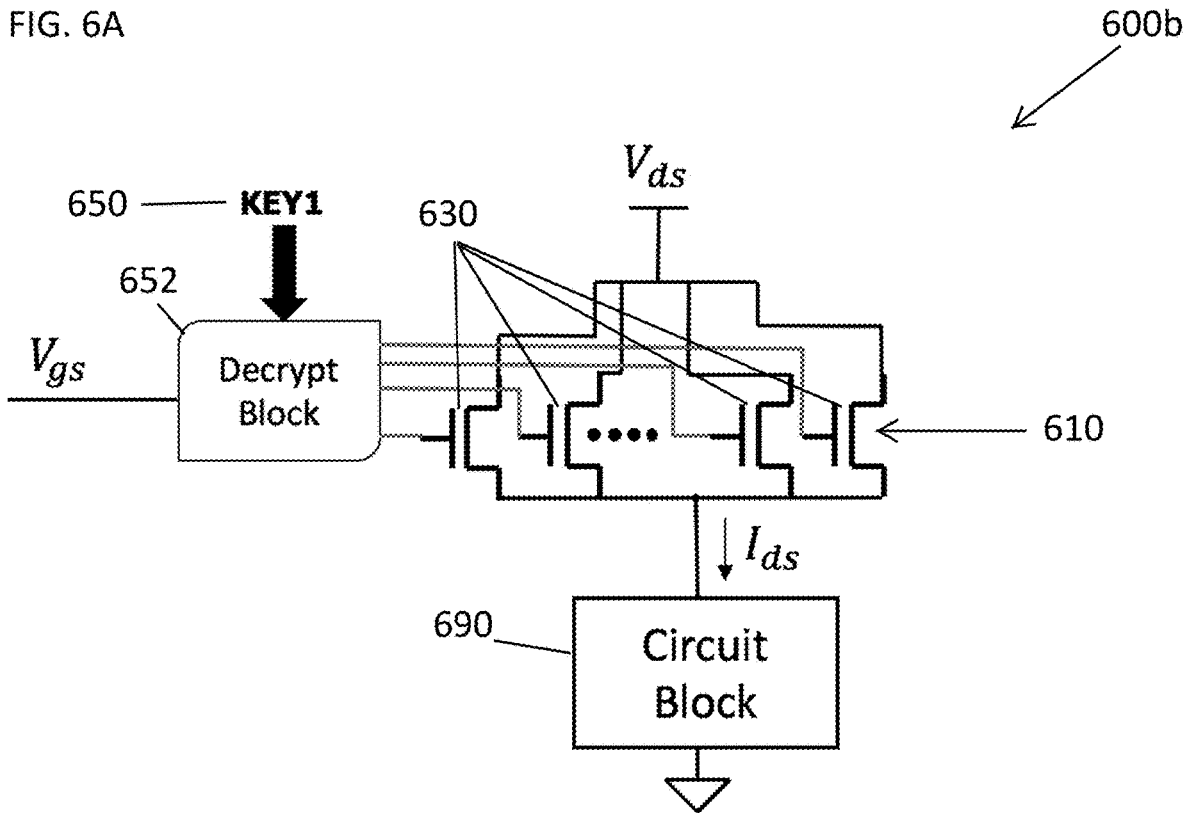 FIG. 6A
600b
V_ds
650
KEY1
630
652
V_gs
Decrypt
Block
610
I_ds
690
Circuit
Block